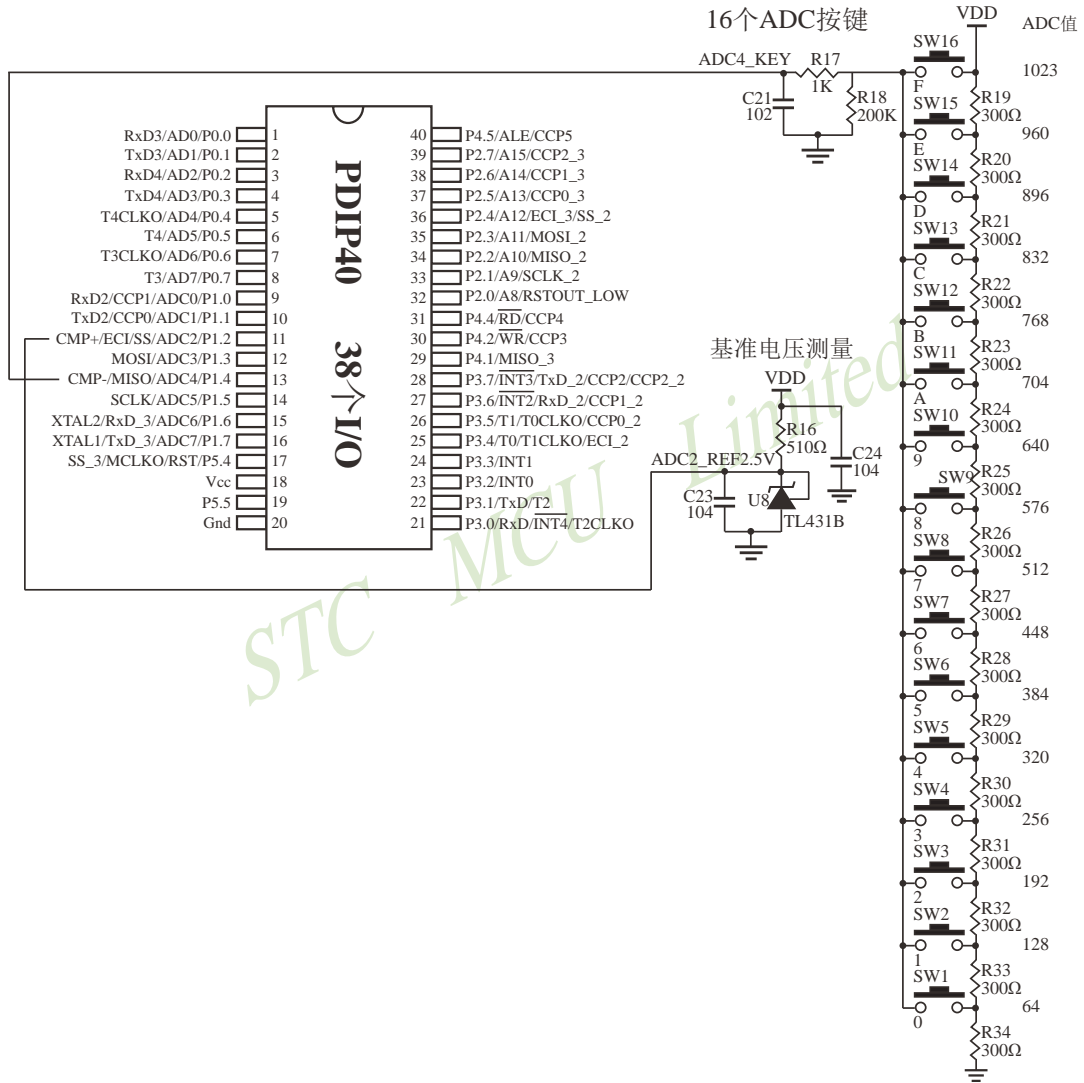 16个ADC按键
VDD
ADC值
ADC4_KEY
R17
1K
C21
102
R18
200K
SW16
F
1023
R19
300Ω
SW15
E
960
R20
300Ω
SW14
D
896
R21
300Ω
SW13
C
832
R22
300Ω
SW12
B
768
R23
300Ω
SW11
A
704
R24
300Ω
SW10
9
640
R25
300Ω
SW9
8
576
R26
300Ω
SW8
7
512
R27
300Ω
SW7
6
448
R28
300Ω
SW6
5
384
R29
300Ω
SW5
4
320
R30
300Ω
SW4
3
256
R31
300Ω
SW3
2
192
R32
300Ω
SW2
1
128
R33
300Ω
SW1
0
64
R34
300Ω
PDIP40 38个I/O
RxD3/AD0/P0.0 1
TxD3/AD1/P0.1 2
RxD4/AD2/P0.2 3
TxD4/AD3/P0.3 4
T4CLKO/AD4/P0.4 5
T4/AD5/P0.5 6
T3CLKO/AD6/P0.6 7
T3/AD7/P0.7 8
RxD2/CCP1/ADC0/P1.0 9
TxD2/CCP0/ADC1/P1.1 10
CMP+/ECI/SS/ADC2/P1.2 11
MOSI/ADC3/P1.3 12
CMP-/MISO/ADC4/P1.4 13
SCLK/ADC5/P1.5 14
XTAL2/RxD_3/ADC6/P1.6 15
XTAL1/TxD_3/ADC7/P1.7 16
SS_3/MCLKO/RST/P5.4 17
Vcc 18
P5.5 19
Gnd 20
40 P4.5/ALE/CCP5
39 P2.7/A15/CCP2_3
38 P2.6/A14/CCP1_3
37 P2.5/A13/CCP0_3
36 P2.4/A12/ECI_3/SS_2
35 P2.3/A11/MOSI_2
34 P2.2/A10/MISO_2
33 P2.1/A9/SCLK_2
32 P2.0/A8/RSTOUT_LOW
31 P4.4/RD/CCP4
30 P4.2/WR/CCP3
29 P4.1/MISO_3
28 P3.7/INT3/TxD_2/CCP2/CCP2_2
27 P3.6/INT2/RxD_2/CCP1_2
26 P3.5/T1/T0CLKO/CCP0_2
25 P3.4/T0/T1CLKO/ECI_2
24 P3.3/INT1
23 P3.2/INT0
22 P3.1/TxD/T2
21 P3.0/RxD/INT4/T2CLKO
基准电压测量
VDD
R16
510Ω
ADC2_REF2.5V
C24
104
C23
104
U8
TL431B
STC MCU Limited